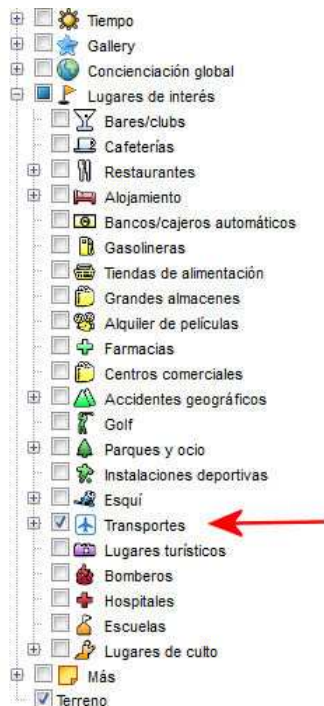 Tiempo
Gallery
Concienciación global
Lugares de interés
Bares/clubs
Cafeterías
Restaurantes
Alojamiento
Bancos/cajeros automáticos
Gasolineras
Tiendas de alimentación
Grandes almacenes
Alquiler de películas
Farmacias
Centros comerciales
Accidentes geográficos
Golf
Parques y ocio
Instalaciones deportivas
Esquí
Transportes
Lugares turísticos
Bomberos
Hospitales
Escuelas
Lugares de culto
Más
Terreno